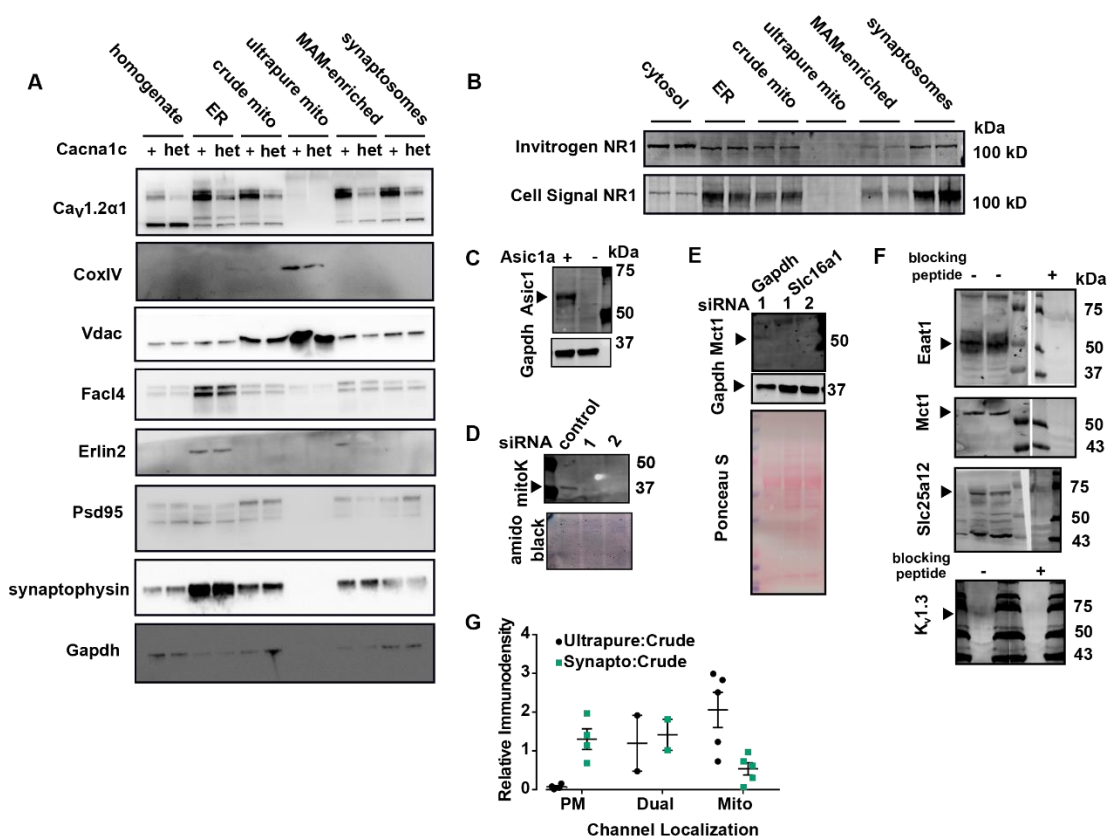 A
homogenate
ER
crude mito
ultrapure mito
MAM-enriched
synaptosomes
Cacna1c + het + het + het + het + het + het
CaV1.2α1
CoxIV
Vdac
Facl4
Erlin2
Psd95
synaptophysin
Gapdh
B
cytosol
ER
crude mito
ultrapure mito
MAM-enriched
synaptosomes
kDa
Invitrogen NR1 100 kD
Cell Signal NR1 100 kD
C
Asic1a + - kDa
Asic1
75
50
Gapdh
37
D
siRNA control 1 2
mitoK
50
37
amido
black
E
Gapdh
Slc16a1
siRNA 1 1 2
Mct1
50
Gapdh
37
Ponceau S
F
blocking
peptide - - +
kDa
Eaat1
75
50
37
Mct1
50
43
Slc25a12
75
50
43
blocking
peptide - +
Kv1.3
75
50
43
G
Ultrapure:Crude
Synapto:Crude
Relative Immunodensity
4
3
2
1
0
PM Dual Mito
Channel Localization